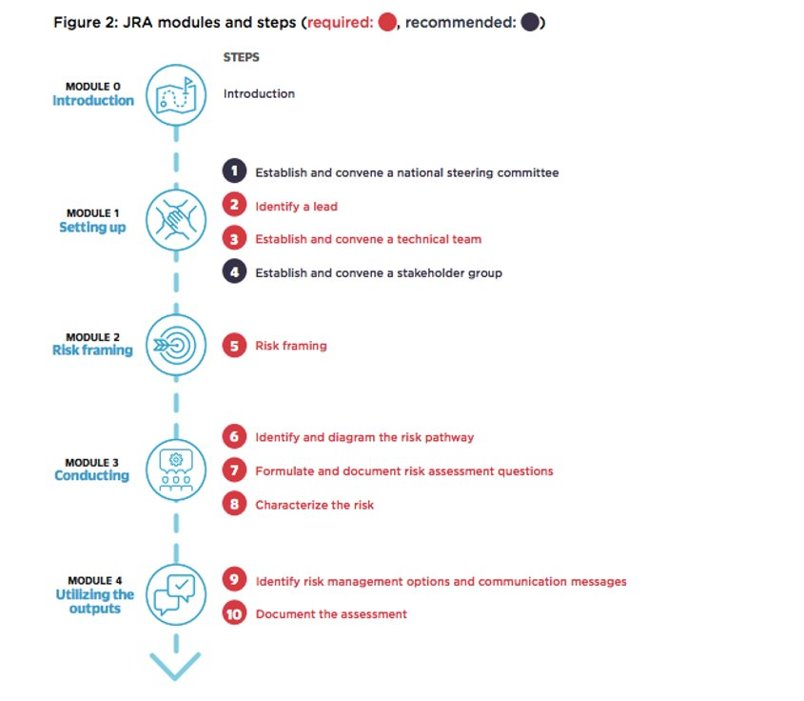 Figure 2: JRA modules and steps (required: , recommended: )
STEPS
MODULE 0
Introduction
Introduction
MODULE 1
Setting up
1 Establish and convene a national steering committee
2 Identify a lead
3 Establish and convene a technical team
4 Establish and convene a stakeholder group
MODULE 2
Risk framing
5 Risk framing
MODULE 3
Conducting
6 Identify and diagram the risk pathway
7 Formulate and document risk assessment questions
8 Characterize the risk
MODULE 4
Utilizing the
outputs
9 Identify risk management options and communication messages
10 Document the assessment